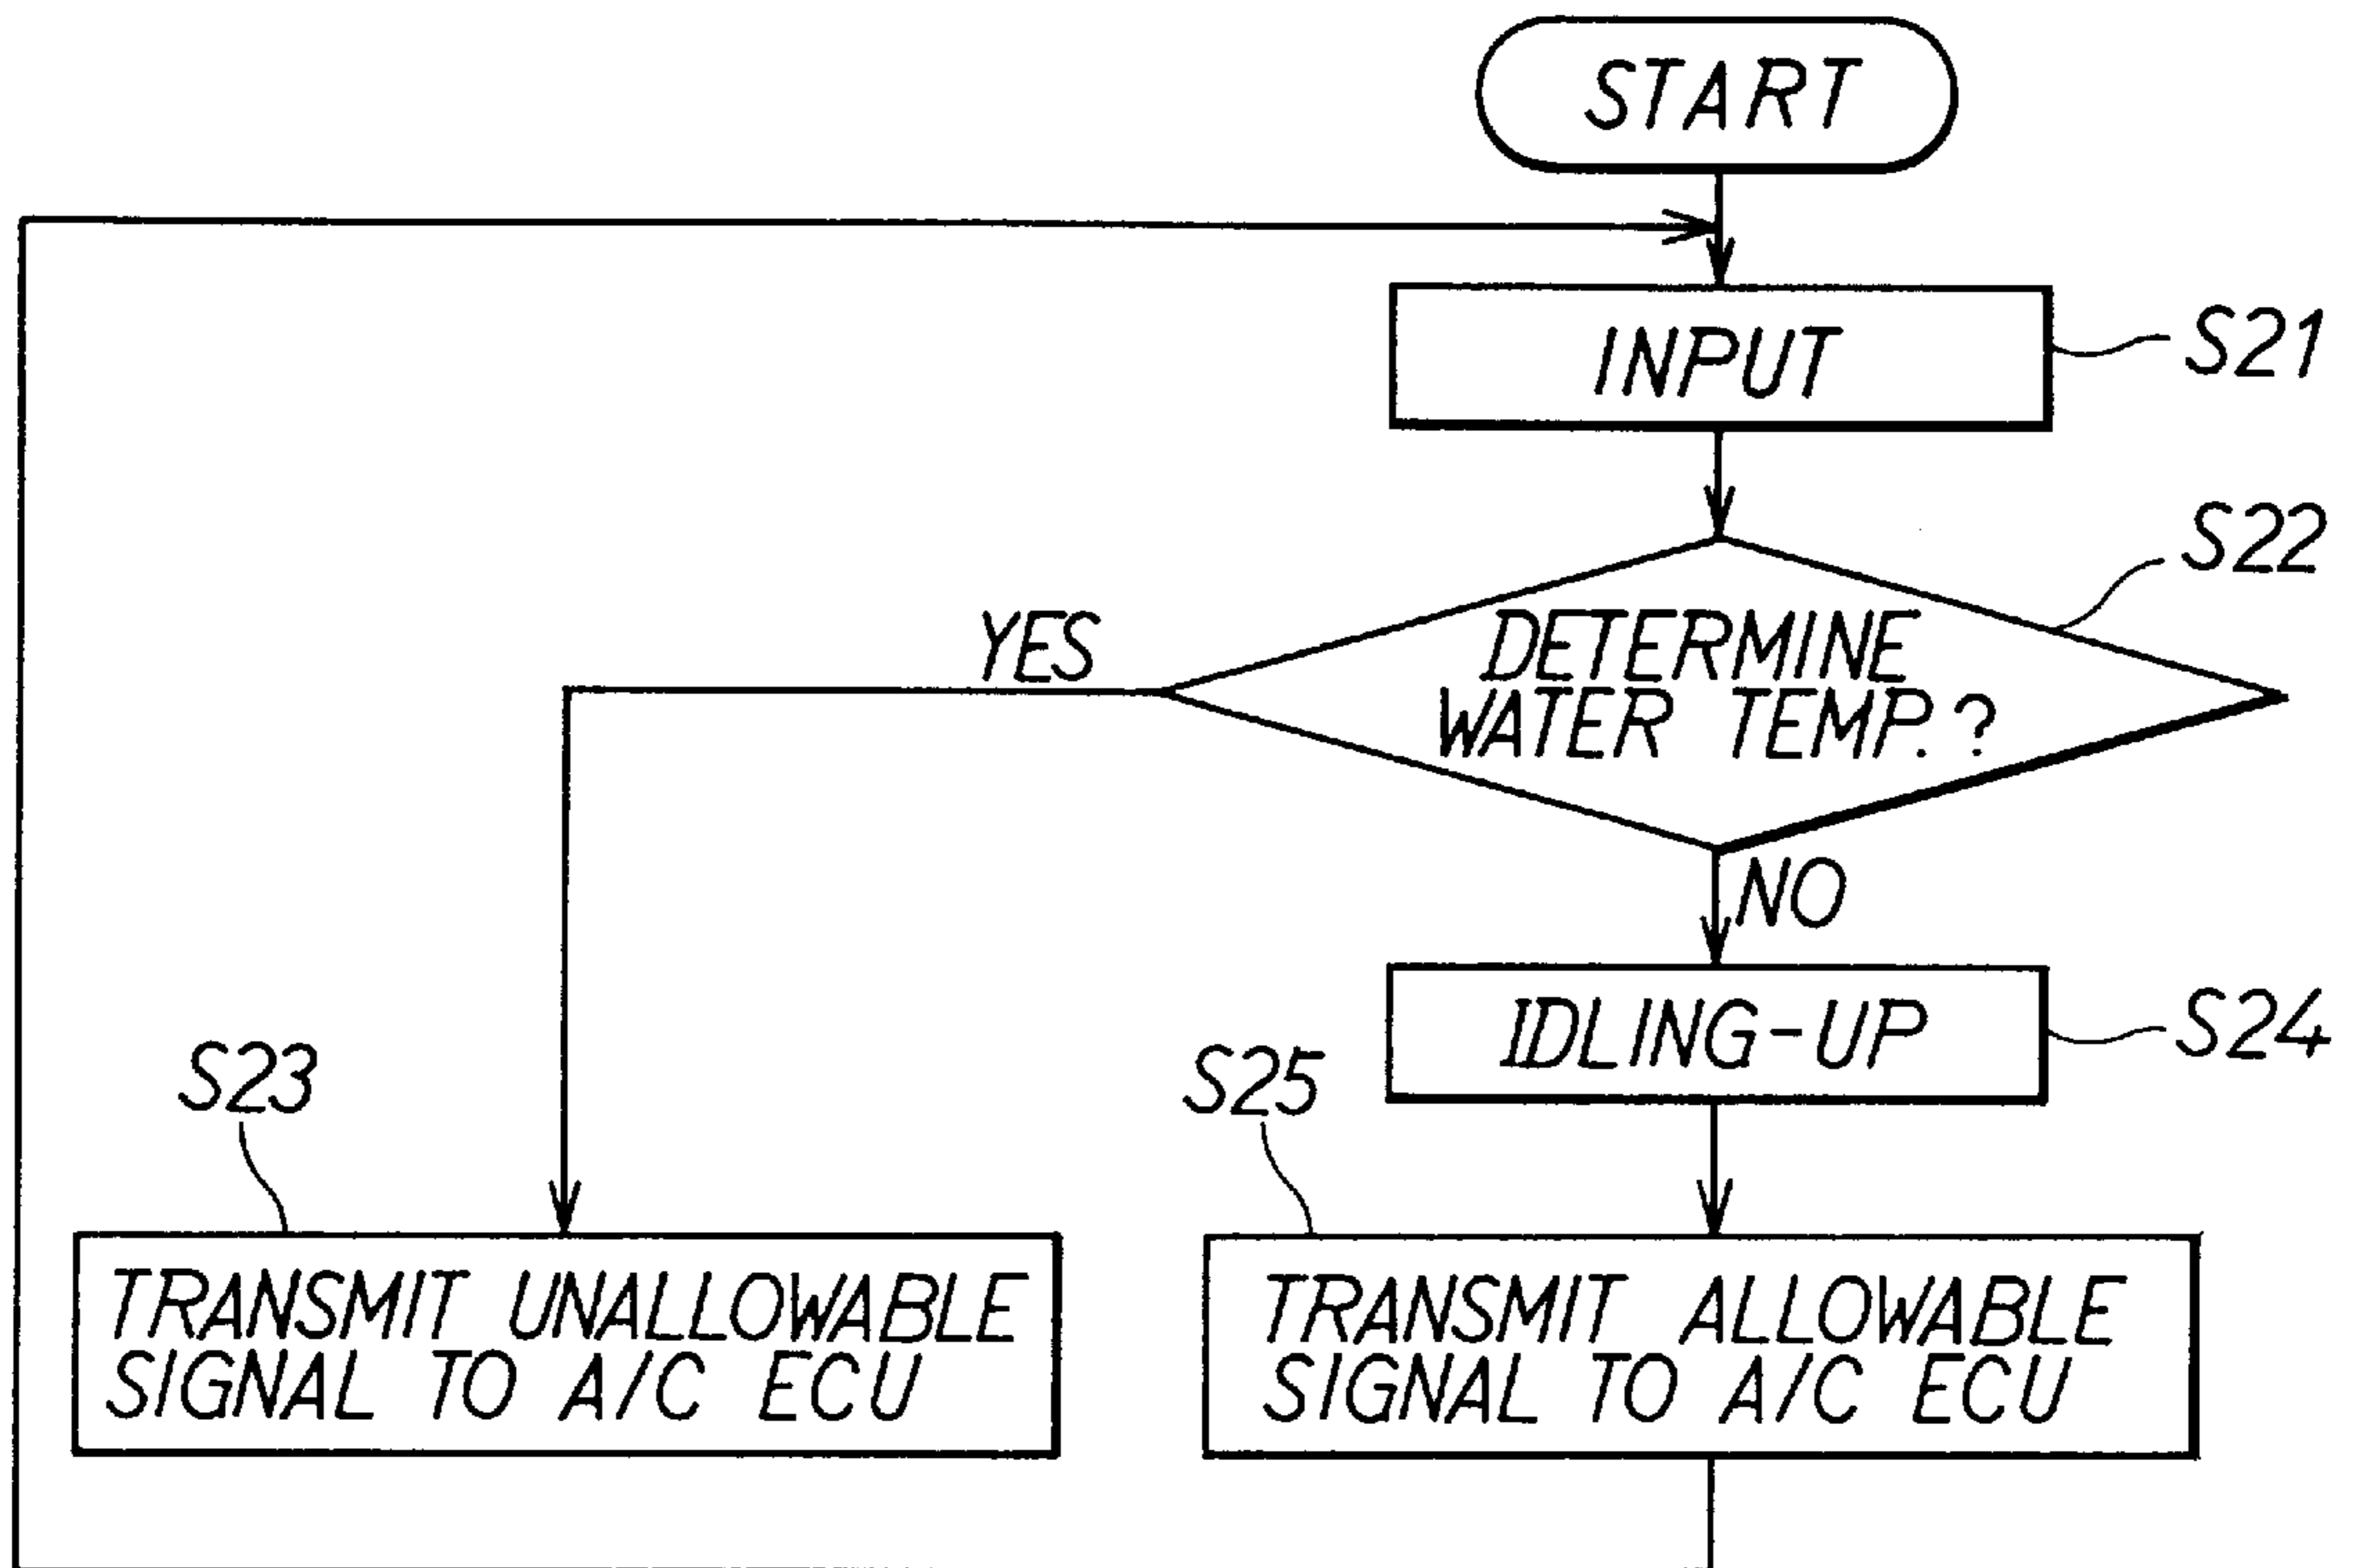 START
INPUT
S21
S22
YES
DETERMINE
WATER TEMP.?
NO
IDLING-UP
S24
S23
S25
TRANSMIT UNALLOWABLE
SIGNAL TO A/C ECU
TRANSMIT ALLOWABLE
SIGNAL TO A/C ECU